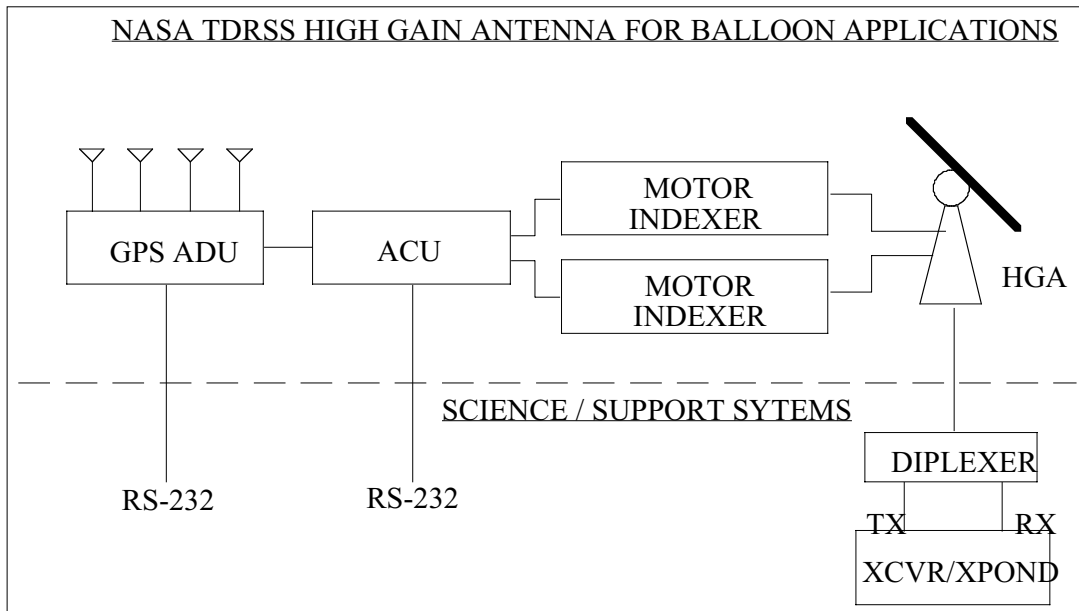 NASA TDRSS HIGH GAIN ANTENNA FOR BALLOON APPLICATIONS
GPS ADU
ACU
MOTOR
INDEXER
MOTOR
INDEXER
HGA
SCIENCE / SUPPORT SYTEMS
RS-232
RS-232
DIPLEXER
TX
RX
XCVR/XPOND